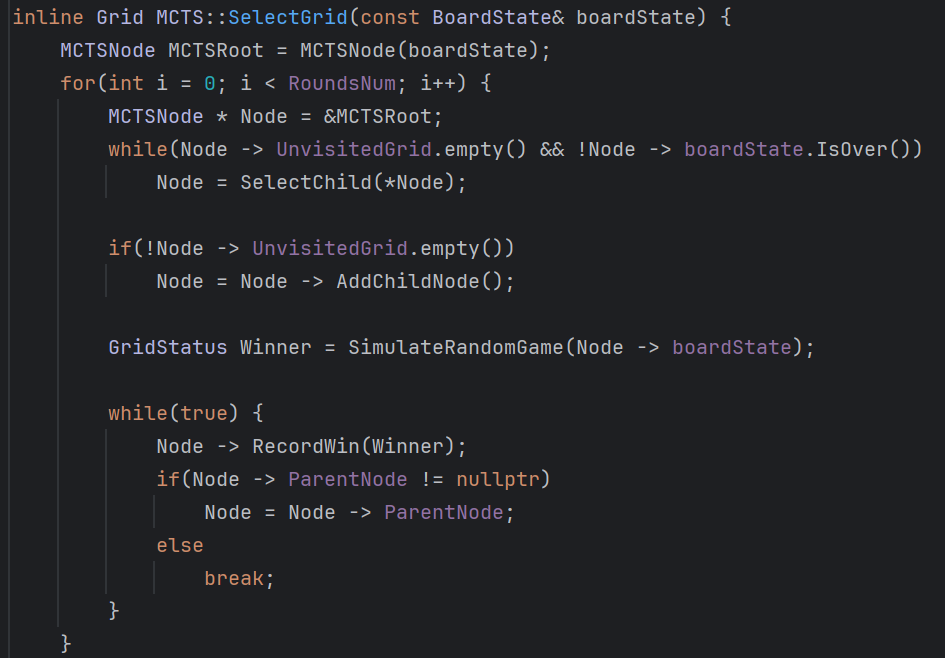 inline Grid MCTS::SelectGrid(const BoardState& boardState) {
    MCTSNode MCTSRoot = MCTSNode(boardState);
    for(int i = 0; i < RoundsNum; i++) {
        MCTSNode * Node = &MCTSRoot;
        while(Node -> UnvisitedGrid.empty() && !Node -> boardState.IsOver())
            Node = SelectChild(*Node);

        if(!Node -> UnvisitedGrid.empty())
            Node = Node -> AddChildNode();

        GridStatus Winner = SimulateRandomGame(Node -> boardState);

        while(true) {
            Node -> RecordWin(Winner);
            if(Node -> ParentNode != nullptr)
                Node = Node -> ParentNode;
            else
                break;
        }
    }